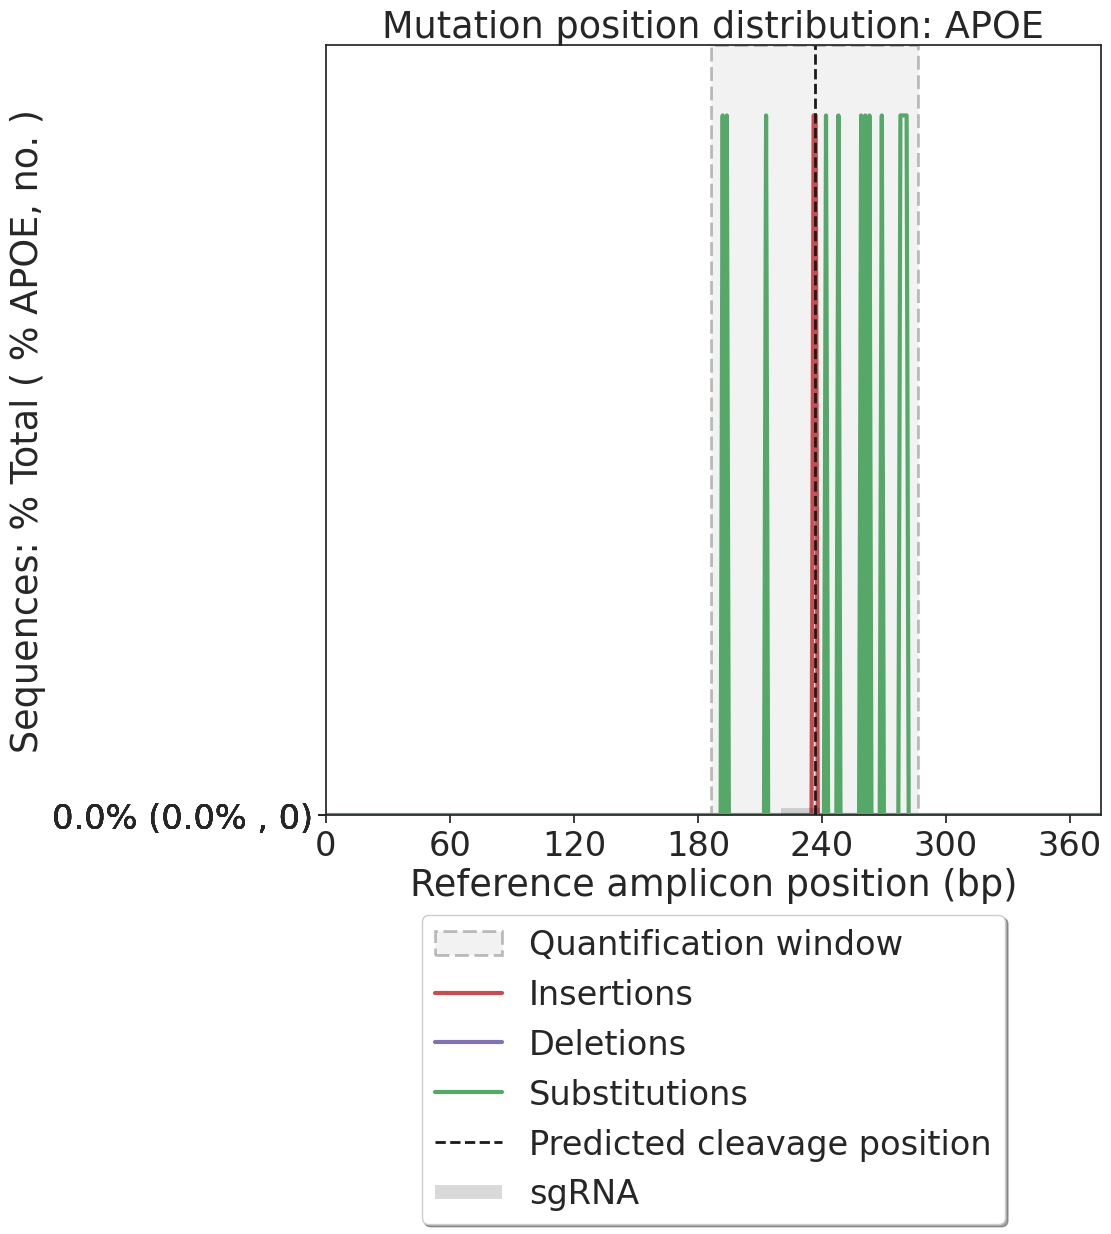 Mutation position distribution: APOE
Sequences: % Total ( % APOE, no. )
0.0% (0.0% , 0)
0 60 120 180 240 300 360
Reference amplicon position (bp)
Quantification window
Insertions
Deletions
Substitutions
Predicted cleavage position
sgRNA